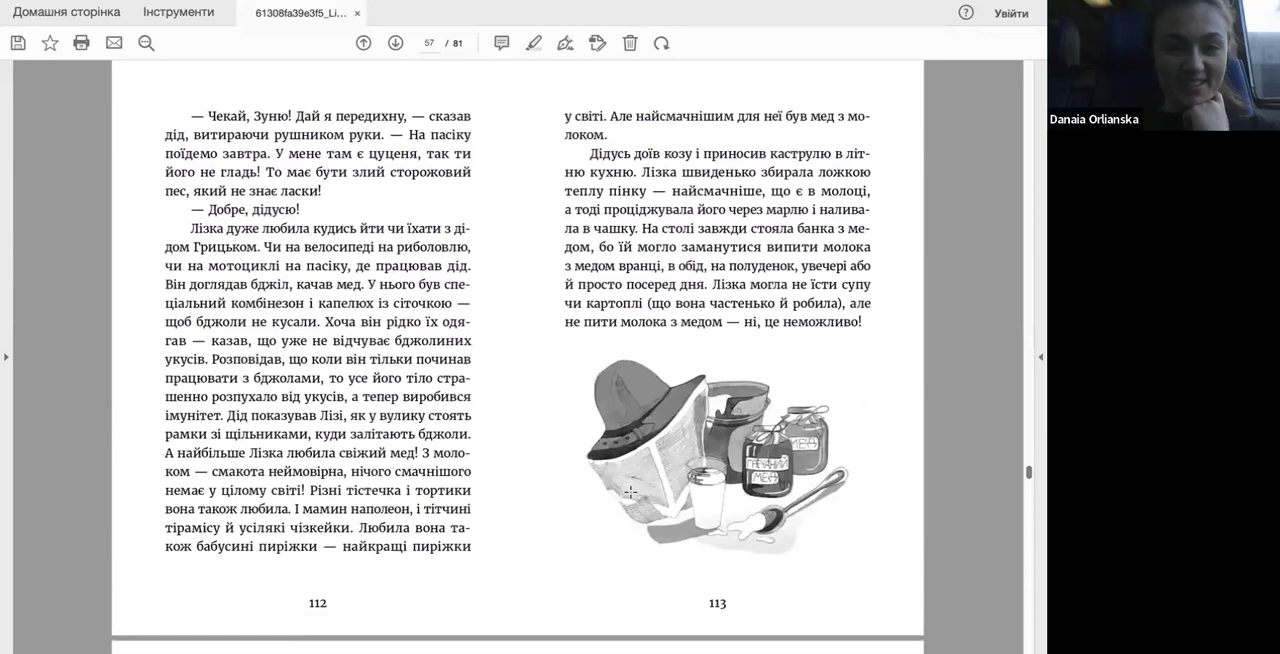 Домашня сторінка
Інструменти
61308fa39e3f5_Li... ×
?
Увійти
57 / 81
— Чекай, Зуню! Дай я передихну, — сказав
дід, витираючи рушником руки. — На пасіку
поїдемо завтра. У мене там є цуценя, так ти
його не гладь! То має бути злий сторожовий
пес, який не знає ласки!
— Добре, дідусю!
Лізка дуже любила кудись йти чи їхати з ді-
дом Грицьком. Чи на велосипеді на риболовлю,
чи на мотоциклі на пасіку, де працював дід.
Він доглядав бджіл, качав мед. У нього був спе-
ціальний комбінезон і капелюх із сіточкою —
щоб бджоли не кусали. Хоча він рідко їх одя-
гав — казав, що уже не відчуває бджолиних
укусів. Розповідав, що коли він тільки починав
працювати з бджолами, то усе його тіло стра-
шенно розпухало від укусів, а тепер виробився
імунітет. Дід показував Лізі, як у вулику стоять
рамки зі щільниками, куди залітають бджоли.
А найбільше Лізка любила свіжий мед! З моло-
ком — смакота неймовірна, нічого смачнішого
немає у цілому світі! Різні тістечка і тортики
вона також любила. І мамин наполеон, і тітчині
тірамісу й усілякі чізкейки. Любила вона та-
кож бабусині пиріжки — найкращі пиріжки
112
у світі. Але найсмачнішим для неї був мед з мо-
локом.
Дідусь доїв козу і приносив каструлю в літ-
ню кухню. Лізка швиденько збирала ложкою
теплу пінку — найсмачніше, що є в молоці,
а тоді проціджувала його через марлю і налива-
ла в чашку. На столі завжди стояла банка з ме-
дом, бо їй могло заманутися випити молока
з медом вранці, в обід, на полуденок, увечері або
й просто посеред дня. Лізка могла не їсти супу
чи картоплі (що вона частенько й робила), але
не пити молока з медом — ні, це неможливо!
ГРЕЧАНИЙ
МЕД
МЕД
113
Danaia Orlianska